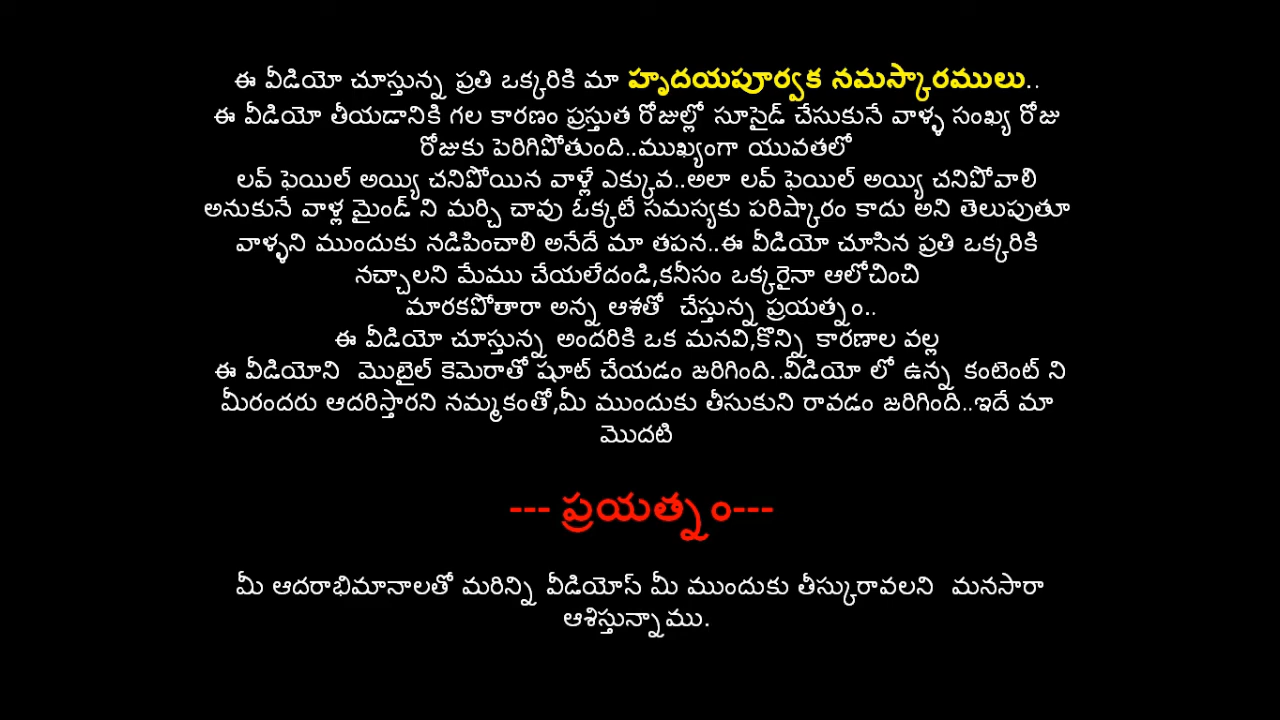 ఈ వీడియో చూస్తున్న ప్రతి ఒక్కరికి మా హృదయపూర్వక నమస్కారములు..
ఈ వీడియో తీయడానికి గల కారణం ప్రస్తుత రోజుల్లో సూసైడ్ చేసుకునే వాళ్ళ సంఖ్య రోజు
రోజుకు పెరిగిపోతుంది..ముఖ్యంగా యువతలో
లవ్ ఫెయిల్ అయ్యి చనిపోయిన వాళ్లే ఎక్కువ..అలా లవ్ ఫెయిల్ అయ్యి చనిపోవాలి
అనుకునే వాళ్ల మైండ్ ని మర్చి చావు ఓక్కటే సమస్యకు పరిష్కారం కాదు అని తెలుపుతూ
వాళ్ళని ముందుకు నడిపించాలి అనేదే మా తపన..ఈ వీడియో చూసిన ప్రతి ఒక్కరికి
నచ్చాలని మేము చేయలేదండి,కనీసం ఒక్కరైనా ఆలోచించి
మారకపోతారా అన్న ఆశతో చేస్తున్న ప్రయత్నం..
ఈ వీడియో చూస్తున్న అందరికి ఒక మనవి,కొన్ని కారణాల వల్ల
ఈ వీడియోని మొబైల్ కెమెరాతో షూట్ చేయడం జరిగింది..వీడియో లో ఉన్న కంటెంట్ ని
మీరందరు ఆదరిస్తారని నమ్మకంతో,మీ ముందుకు తీసుకుని రావడం జరిగింది..ఇదే మా
మొదటి
--- ప్రయత్నం---
మీ ఆదరాభిమానాలతో మరిన్ని వీడియోస్ మీ ముందుకు తీస్కురావలని మనసారా
ఆశిస్తున్నాము.